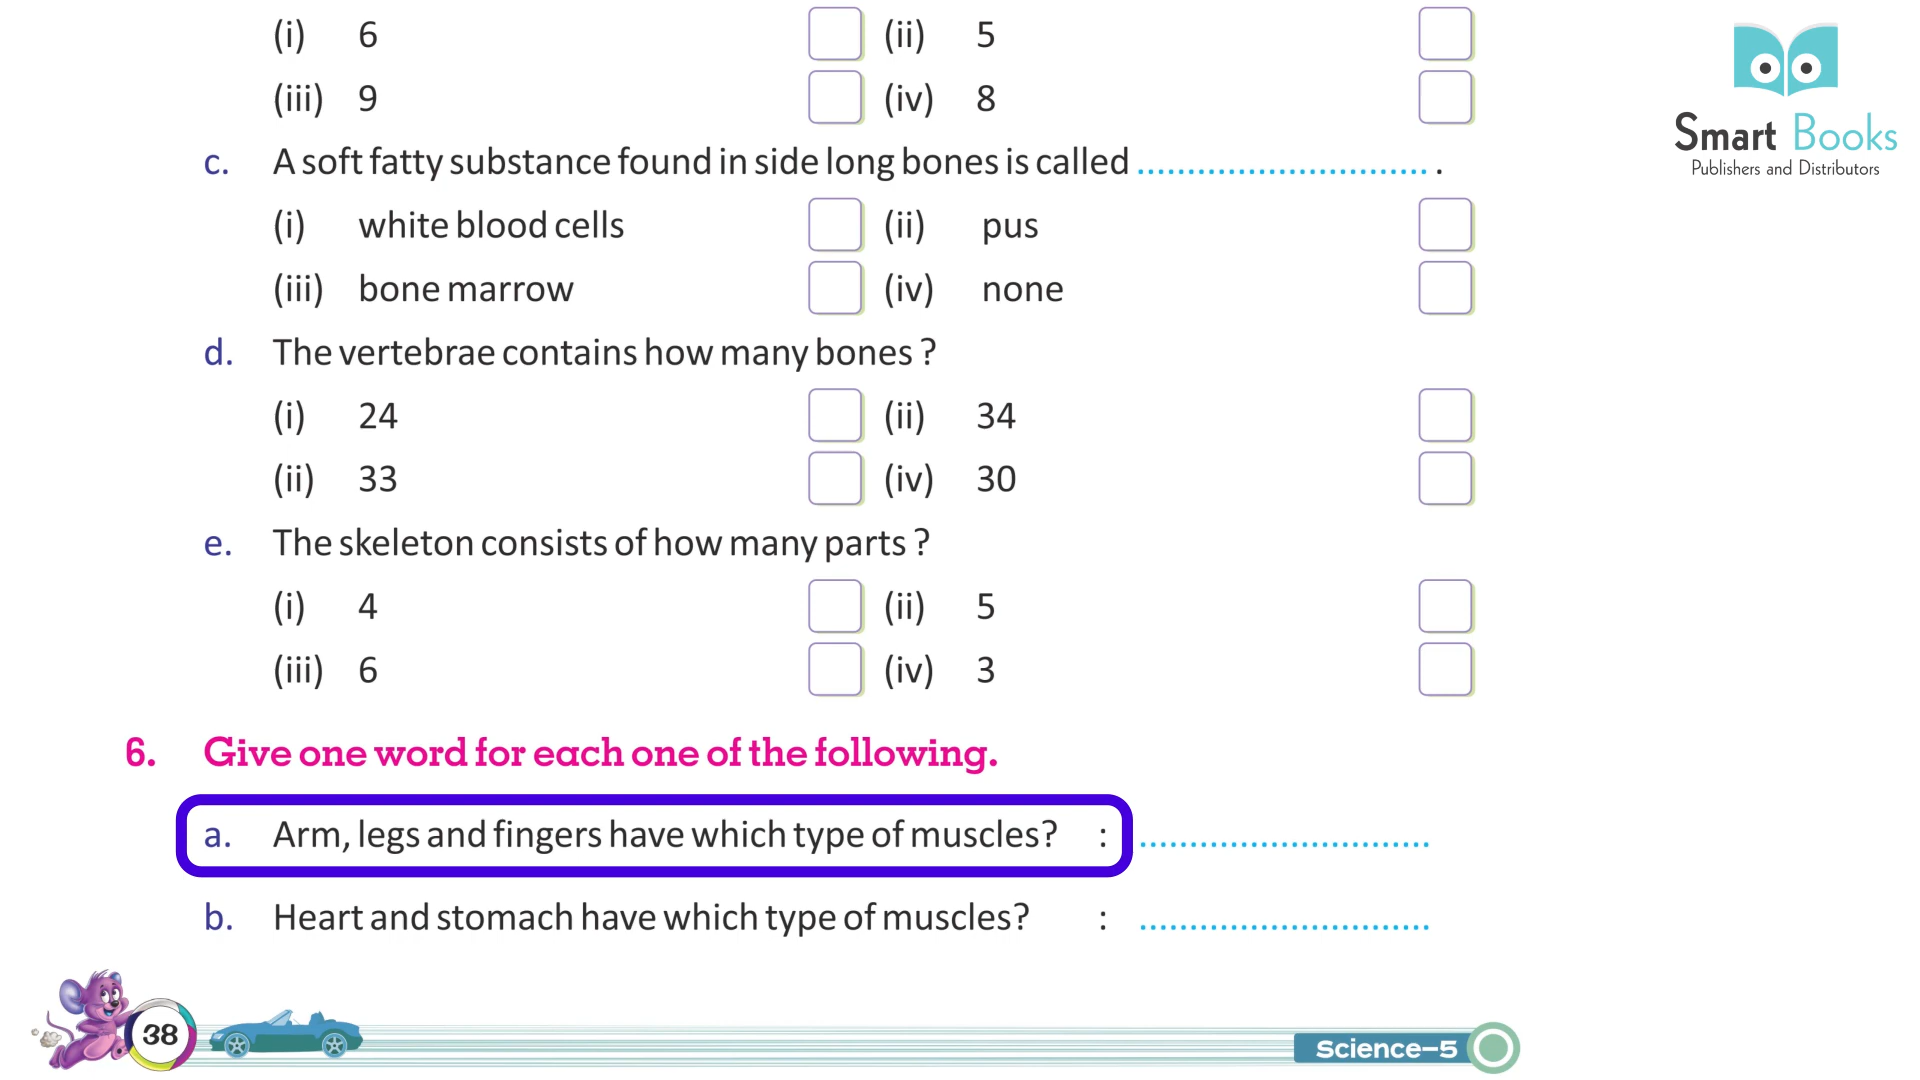 (i) 6 (ii) 5
(iii) 9 (iv) 8
Smart Books
Publishers and Distributors
c. A soft fatty substance found in side long bones is called ............................. .
(i) white blood cells (ii) pus
(iii) bone marrow (iv) none
d. The vertebrae contains how many bones ?
(i) 24 (ii) 34
(ii) 33 (iv) 30
e. The skeleton consists of how many parts ?
(i) 4 (ii) 5
(iii) 6 (iv) 3
6. Give one word for each one of the following.
a. Arm, legs and fingers have which type of muscles? : .............................
b. Heart and stomach have which type of muscles? : .............................
38
Science–5